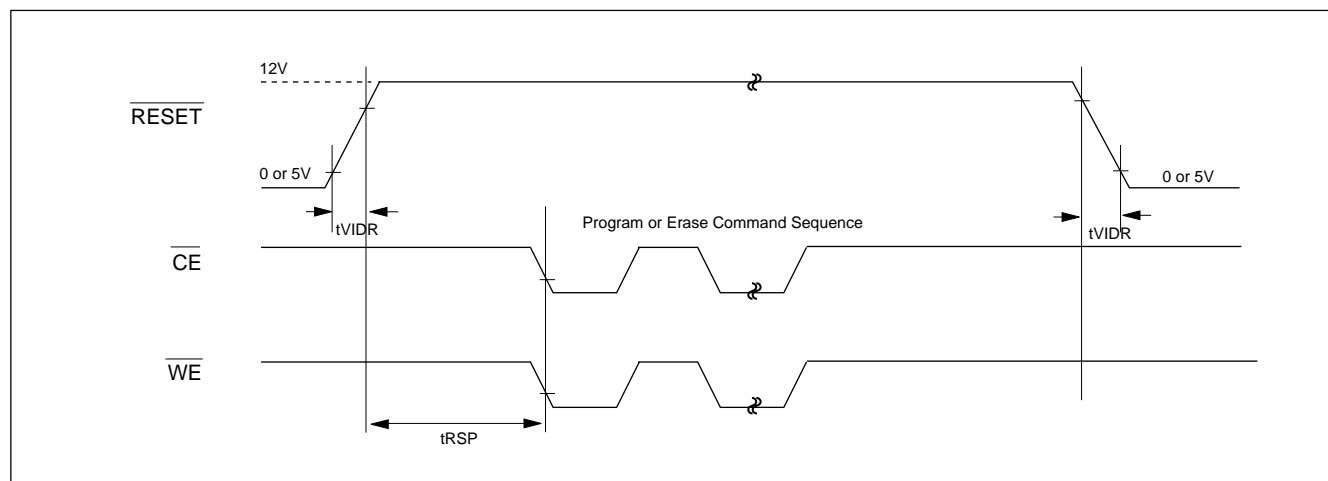 12V
RESET
0 or 5V
0 or 5V
tVIDR
Program or Erase Command Sequence
tVIDR
CE
WE
tRSP